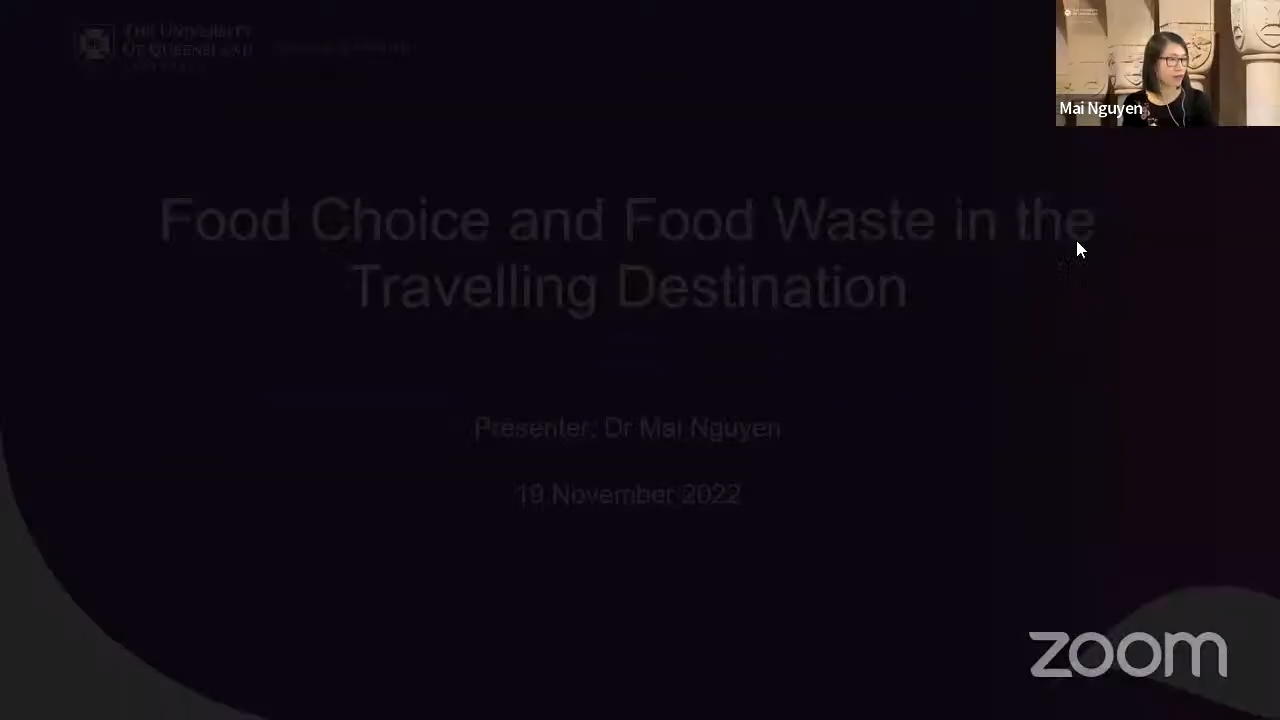 THE UNIVERSITY
OF QUEENSLAND
AUSTRALIA
Mai Nguyen
Food Choice and Food Waste in the
Travelling Destination
Presenter: Dr Mai Nguyen
19 November 2022
zoom